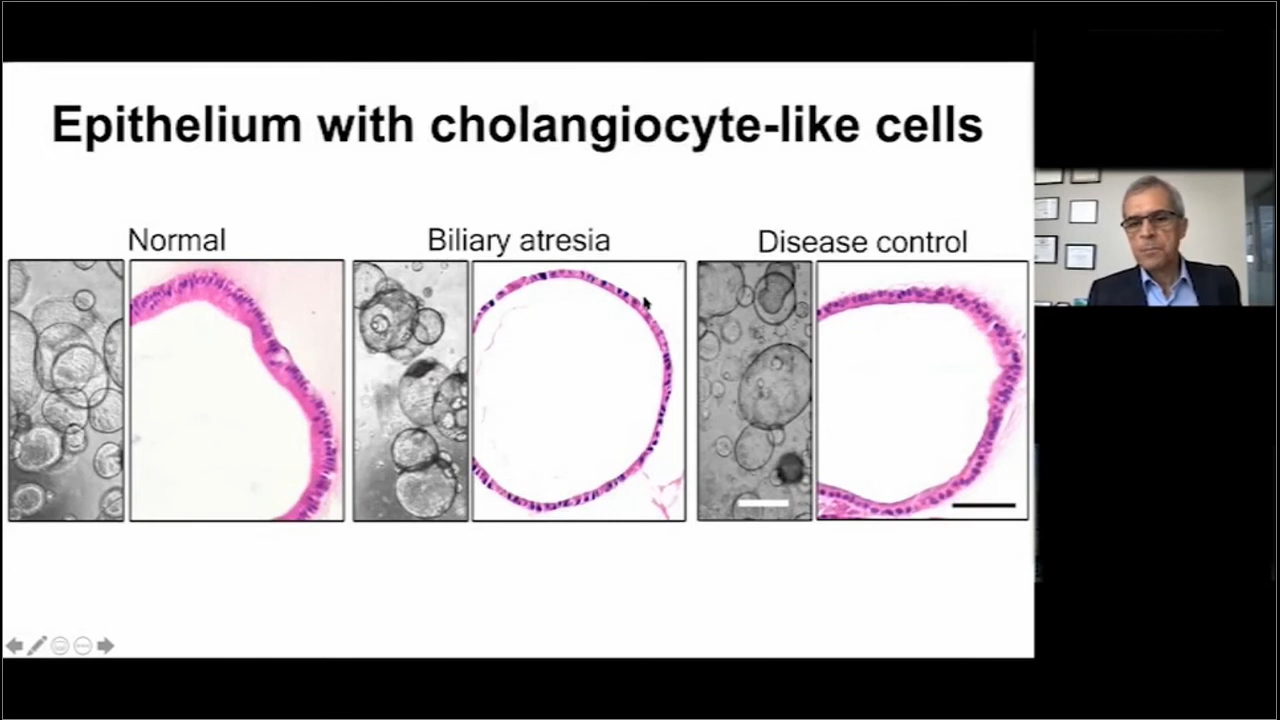 Epithelium with cholangiocyte-like cells
Normal
Biliary atresia
Disease control